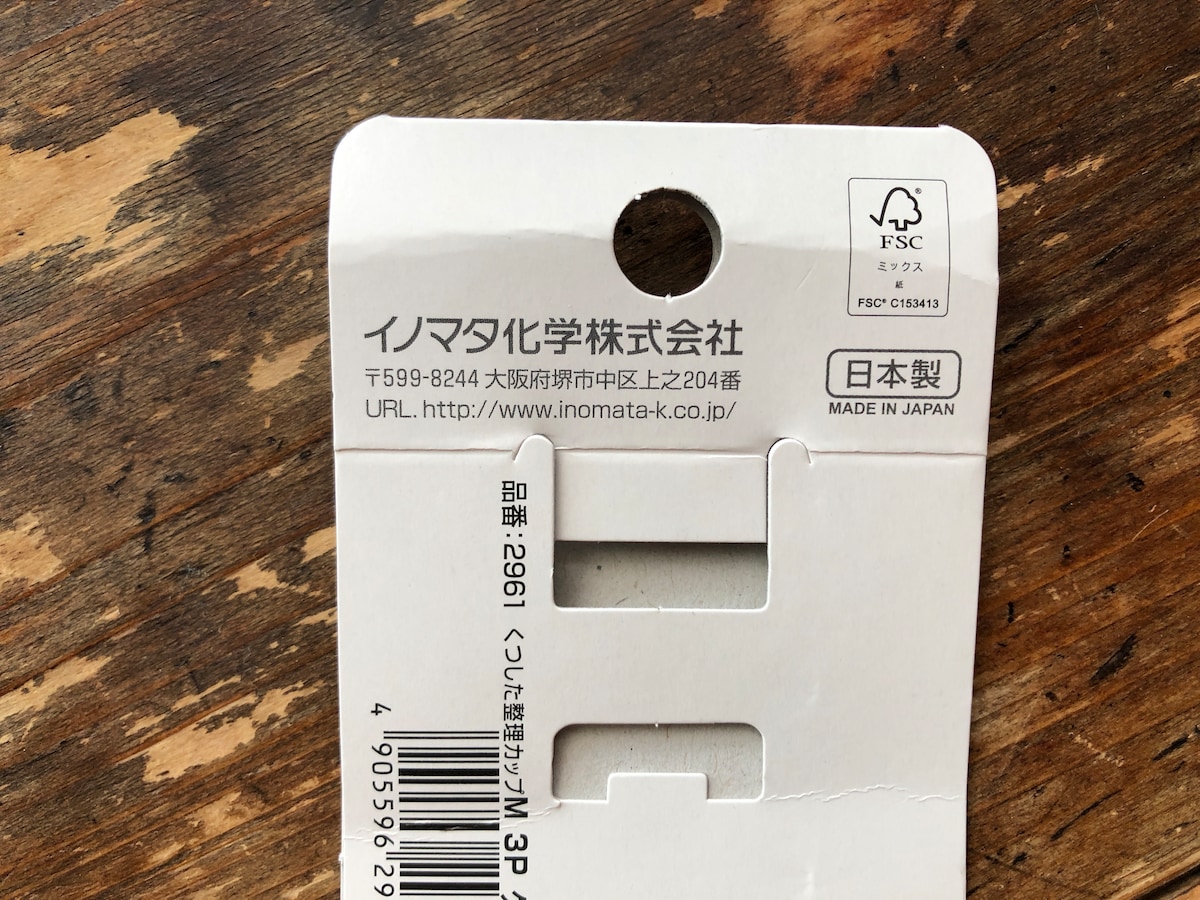 FSC
ミックス
紙
FSC® C153413
イノマタ化学株式会社
〒599-8244 大阪府堺市中区上之204番
URL. http://www.inomata-k.co.jp/
日本製
MADE IN JAPAN
品番:2961 くつした整理カップM 3P
4 905596 29